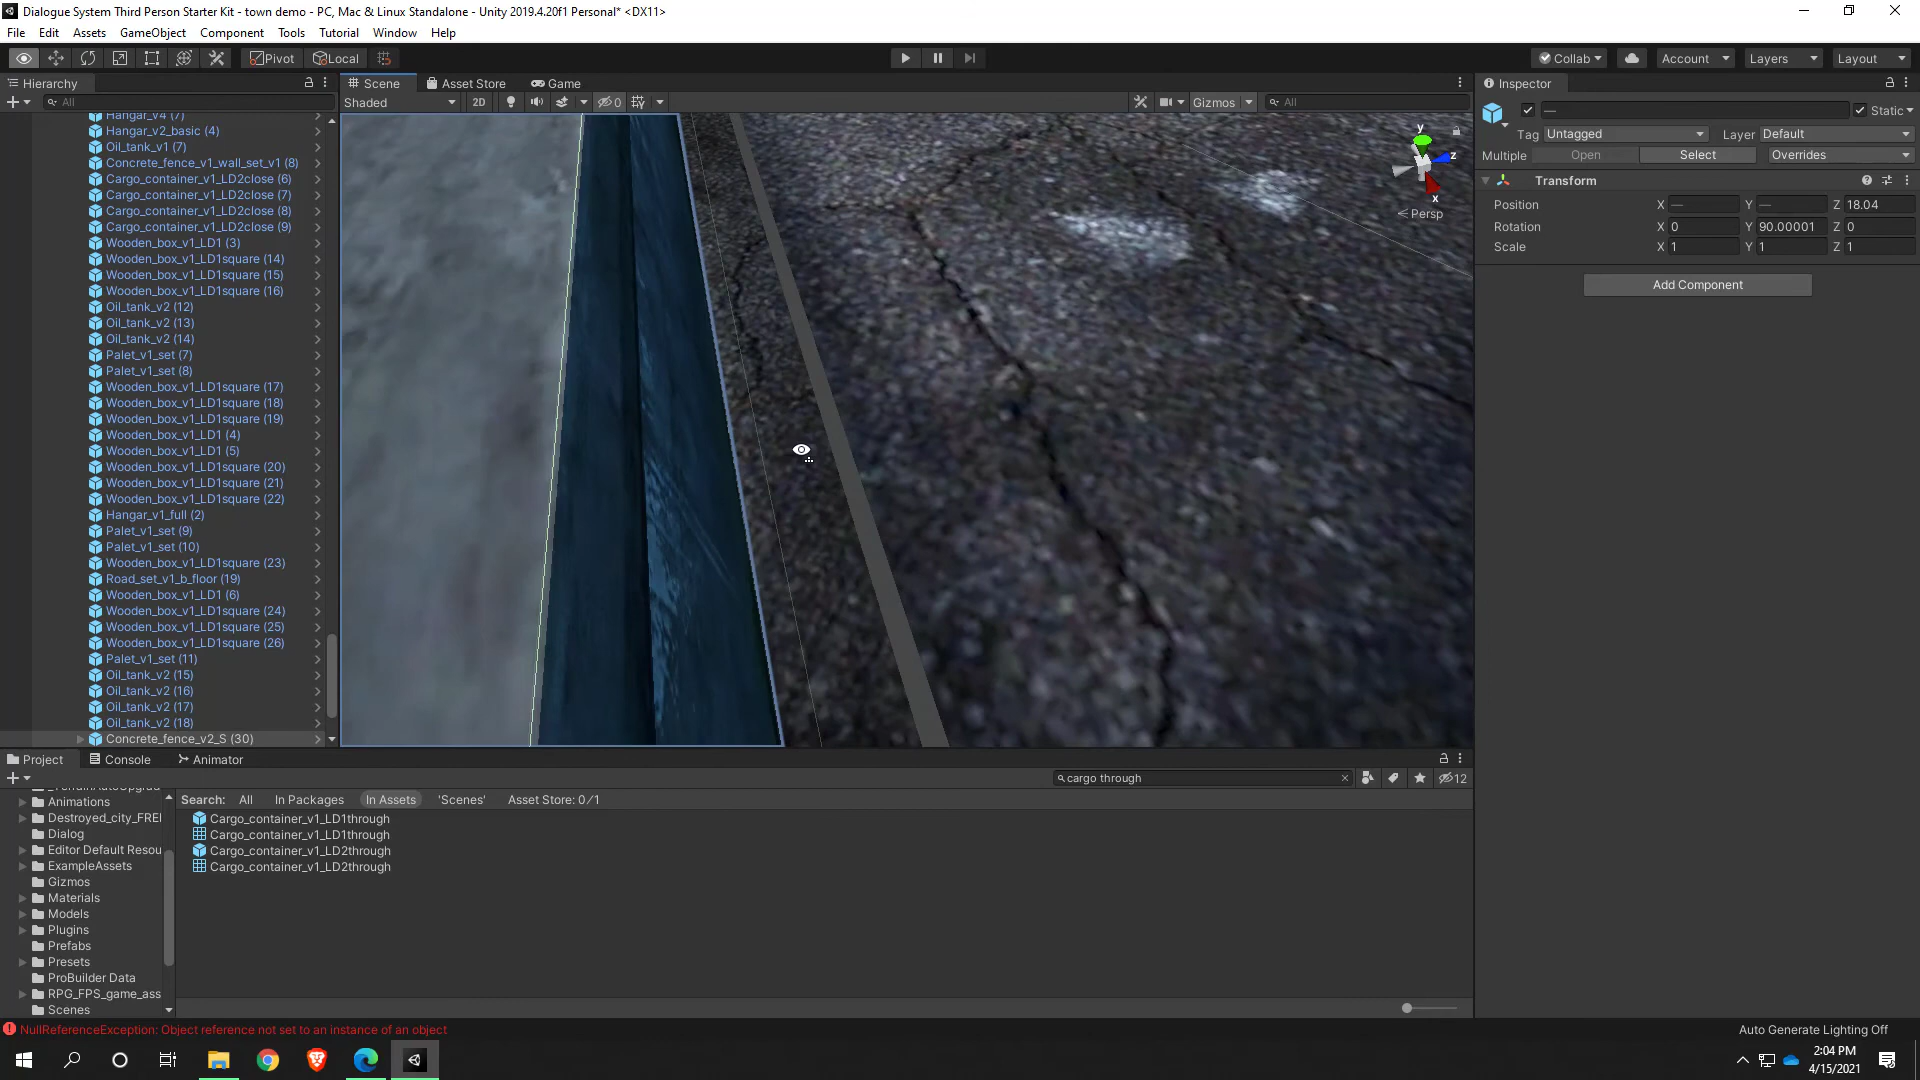 Dialogue System Third Person Starter Kit - town demo - PC, Mac & Linux Standalone - Unity 2019.4.20f1 Personal* <DX11>
File Edit Assets GameObject Component Tools Tutorial Window Help
Pivot Local Collab Account Layers Layout
Hierarchy Scene Asset Store Game Inspector
All Shaded 2D 0 Gizmos All Static
Tag Untagged Layer Default
Multiple Open Select Overrides
Transform
Position X — Y — Z 18.04
Rotation X 0 Y 90.00001 Z 0
Scale X 1 Y 1 Z 1
Add Component
y
z
x
< Persp
Hangar_v4 (7)
Hangar_v2_basic (4)
Oil_tank_v1 (7)
Concrete_fence_v1_wall_set_v1 (8)
Cargo_container_v1_LD2close (6)
Cargo_container_v1_LD2close (7)
Cargo_container_v1_LD2close (8)
Cargo_container_v1_LD2close (9)
Wooden_box_v1_LD1 (3)
Wooden_box_v1_LD1square (14)
Wooden_box_v1_LD1square (15)
Wooden_box_v1_LD1square (16)
Oil_tank_v2 (12)
Oil_tank_v2 (13)
Oil_tank_v2 (14)
Palet_v1_set (7)
Palet_v1_set (8)
Wooden_box_v1_LD1square (17)
Wooden_box_v1_LD1square (18)
Wooden_box_v1_LD1square (19)
Wooden_box_v1_LD1 (4)
Wooden_box_v1_LD1 (5)
Wooden_box_v1_LD1square (20)
Wooden_box_v1_LD1square (21)
Wooden_box_v1_LD1square (22)
Hangar_v1_full (2)
Palet_v1_set (9)
Palet_v1_set (10)
Wooden_box_v1_LD1square (23)
Road_set_v1_b_floor (19)
Wooden_box_v1_LD1 (6)
Wooden_box_v1_LD1square (24)
Wooden_box_v1_LD1square (25)
Wooden_box_v1_LD1square (26)
Palet_v1_set (11)
Oil_tank_v2 (15)
Oil_tank_v2 (16)
Oil_tank_v2 (17)
Oil_tank_v2 (18)
Concrete_fence_v2_S (30)
Project Console Animator
cargo through 12
Search: All In Packages In Assets 'Scenes' Asset Store: 0/1
Animations
Destroyed_city_FREI
Dialog
Editor Default Resou
ExampleAssets
Gizmos
Materials
Models
Plugins
Prefabs
Presets
ProBuilder Data
RPG_FPS_game_ass
Scenes
Cargo_container_v1_LD1through
Cargo_container_v1_LD1through
Cargo_container_v1_LD2through
Cargo_container_v1_LD2through
NullReferenceException: Object reference not set to an instance of an object
Auto Generate Lighting Off
2:04 PM
4/15/2021